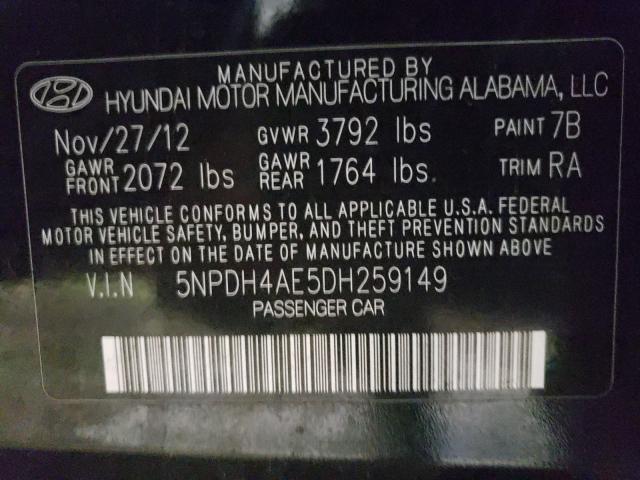 MANUFACTURED BY
HYUNDAI MOTOR MANUFACTURING ALABAMA, LLC
Nov/27/12 GVWR 3792 lbs PAINT 7B
GAWR FRONT 2072 lbs GAWR REAR 1764 lbs. TRIM RA
THIS VEHICLE CONFORMS TO ALL APPLICABLE U.S.A. FEDERAL
MOTOR VEHICLE SAFETY, BUMPER, AND THEFT PREVENTION STANDARDS
IN EFFECT ON THE DATE OF MANUFACTURE SHOWN ABOVE.
V.I.N 5NPDH4AE5DH259149
PASSENGER CAR